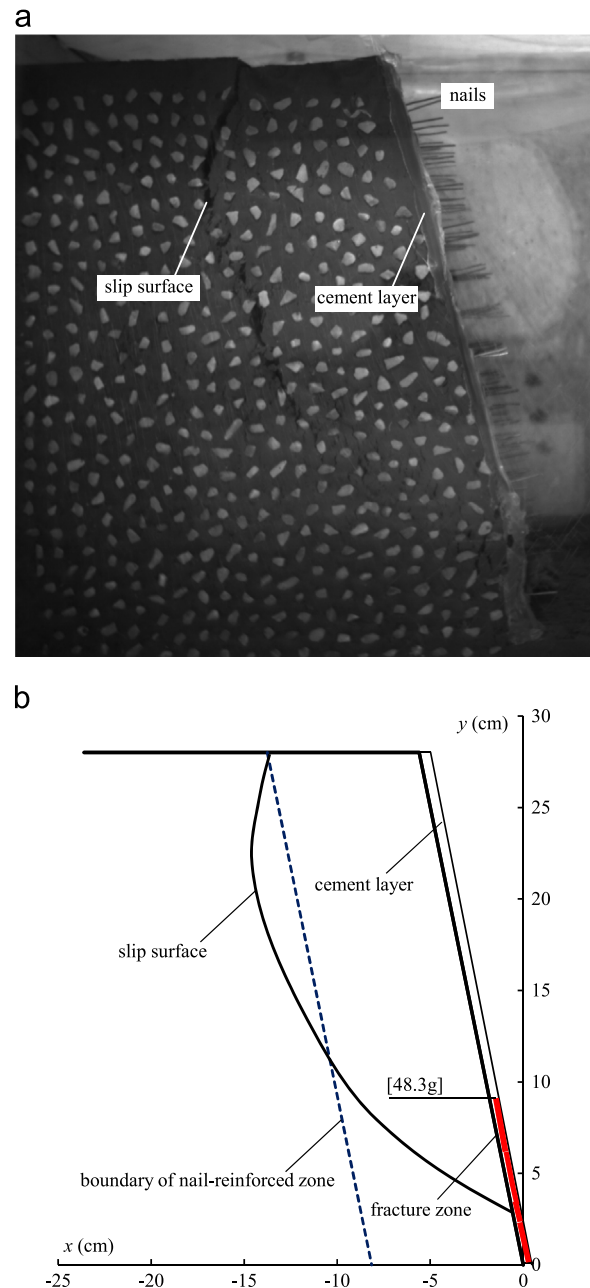 a
nails
slip surface
cement layer
b
y (cm)
30
25
cement layer
slip surface
20
15
[48.3g]
10
boundary of nail-reinforced zone
5
fracture zone
x (cm)
0
-25
-20
-15
-10
-5
0